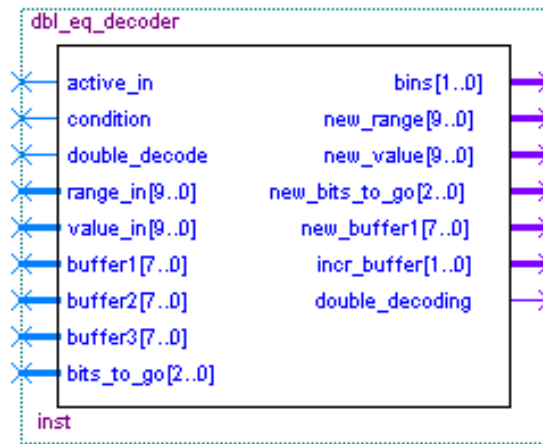 dbl_eq_decoder
active_in bins[1..0]
condition new_range[9..0]
double_decode new_value[9..0]
range_in[9..0] new_bits_to_go[2..0]
value_in[9..0] new_buffer1[7..0]
buffer1[7..0] incr_buffer[1..0]
buffer2[7..0] double_decoding
buffer3[7..0]
bits_to_go[2..0]
inst